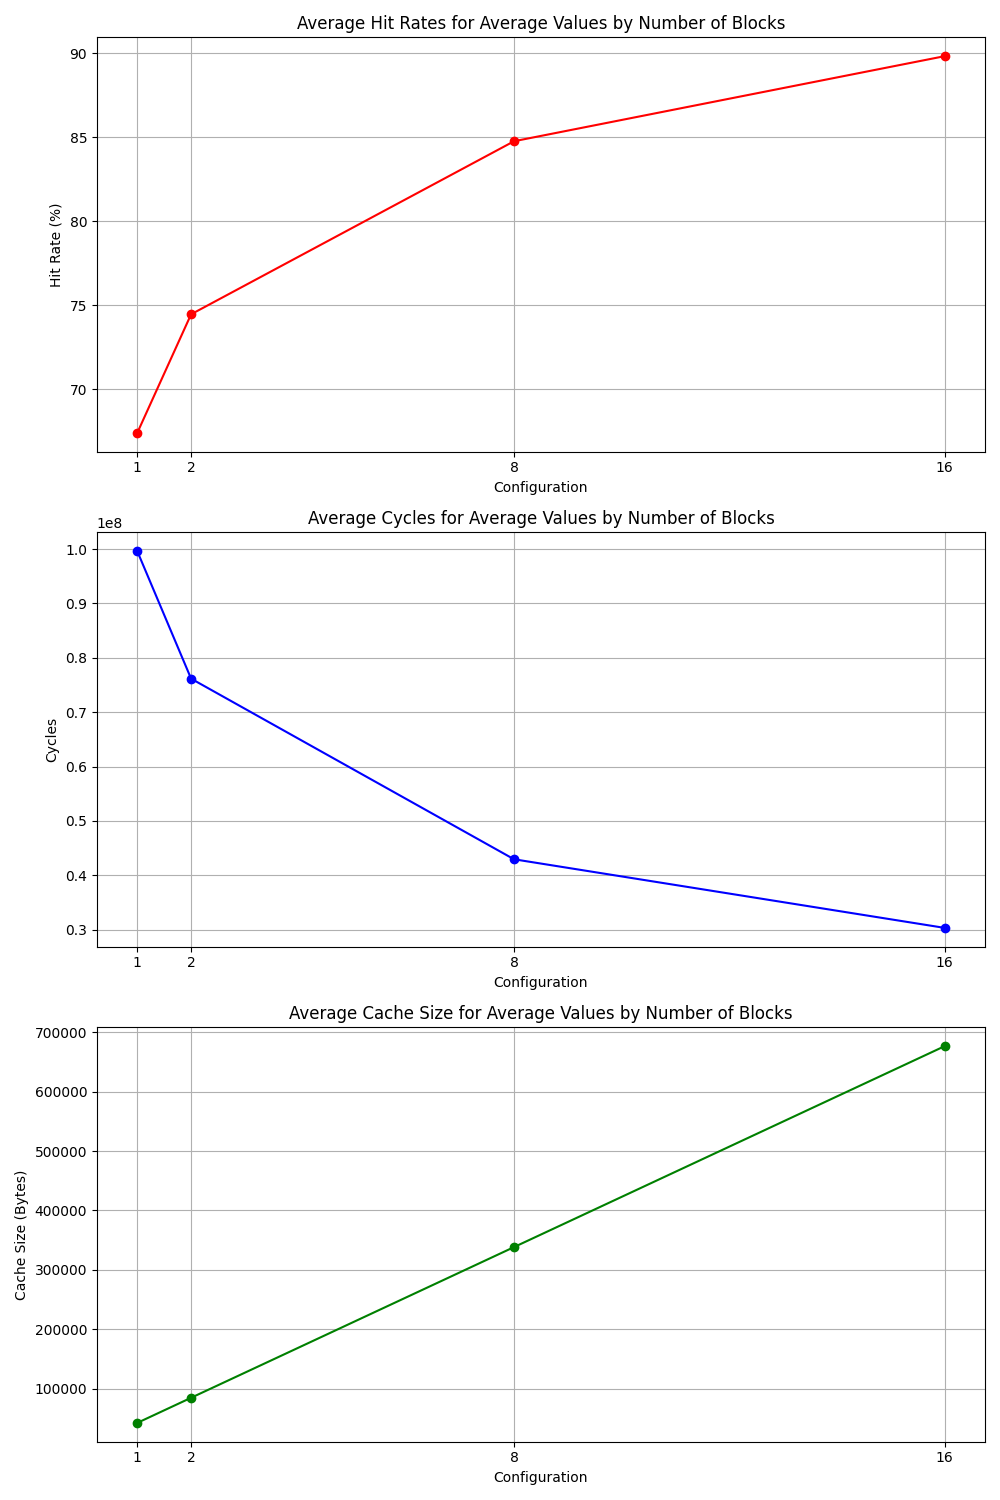 Average Hit Rates for Average Values by Number of Blocks
90
85
80
75
70
Hit Rate (%)
1 2 8 16
Configuration
Average Cycles for Average Values by Number of Blocks
1e8
1.0
0.9
0.8
0.7
0.6
0.5
0.4
0.3
Cycles
1 2 8 16
Configuration
Average Cache Size for Average Values by Number of Blocks
700000
600000
500000
400000
300000
200000
100000
Cache Size (Bytes)
1 2 8 16
Configuration